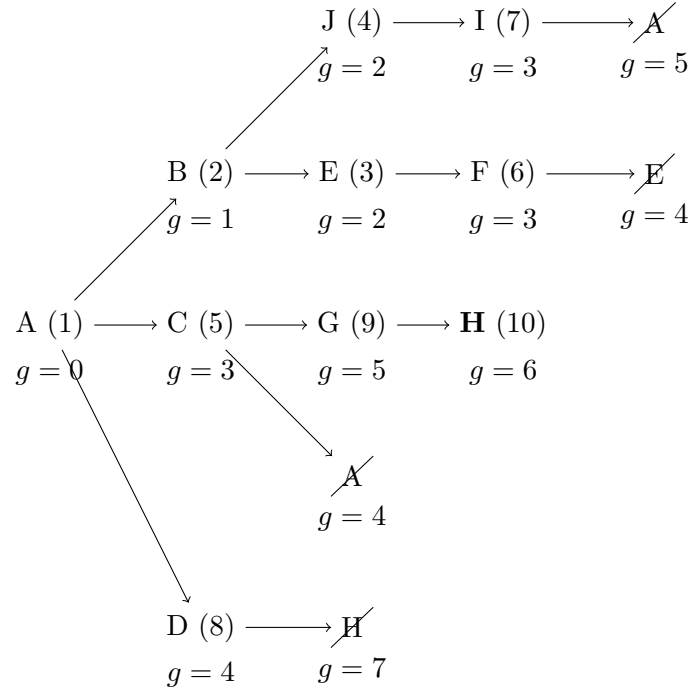 J (4) I (7) A
g = 2 g = 3 g = 5
B (2) E (3) F (6) E
g = 1 g = 2 g = 3 g = 4
A (1) C (5) G (9) H (10)
g = 0 g = 3 g = 5 g = 6
A
g = 4
D (8) H
g = 4 g = 7